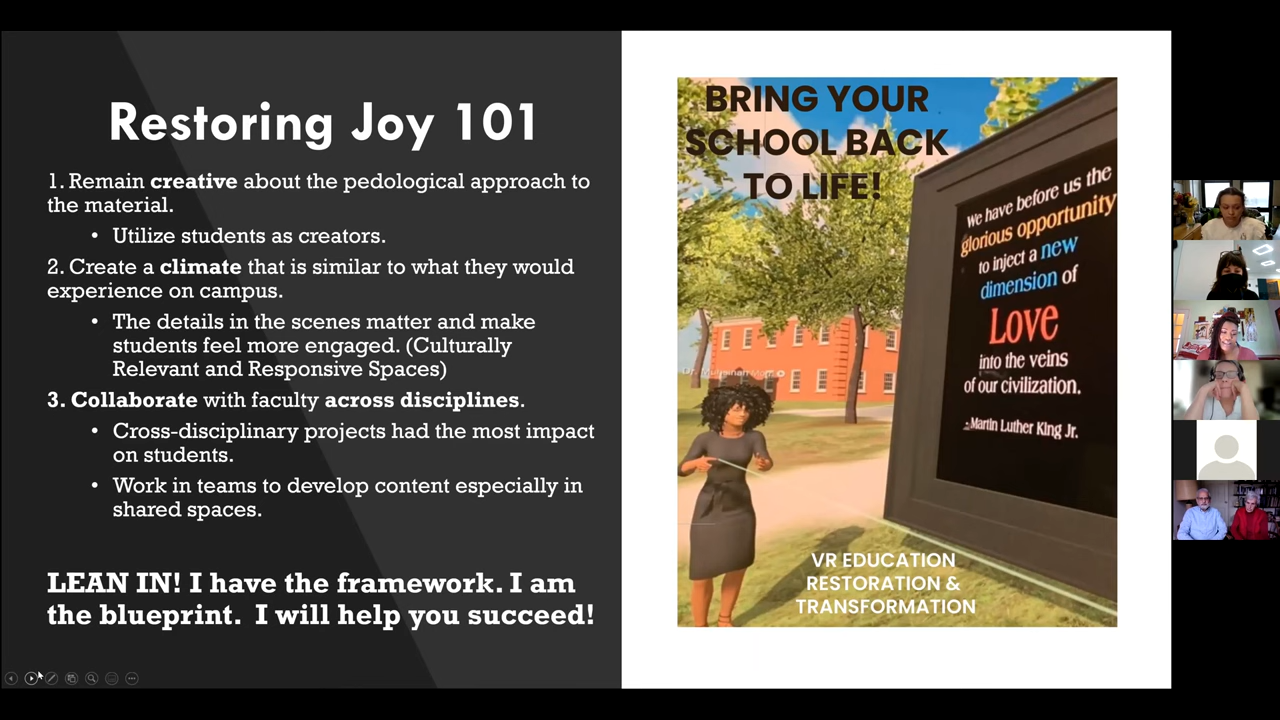 Restoring Joy 101
1. Remain creative about the pedological approach to
the material.
• Utilize students as creators.
2. Create a climate that is similar to what they would
experience on campus.
• The details in the scenes matter and make
students feel more engaged. (Culturally
Relevant and Responsive Spaces)
3. Collaborate with faculty across disciplines.
• Cross-disciplinary projects had the most impact
on students.
• Work in teams to develop content especially in
shared spaces.
LEAN IN! I have the framework. I am
the blueprint. I will help you succeed!
BRING YOUR
SCHOOL BACK
TO LIFE!
We have before us the
glorious opportunity
to inject a new
dimension of
Love
into the veins
of our civilization.
Martin Luther King Jr.
VR EDUCATION
RESTORATION &
TRANSFORMATION